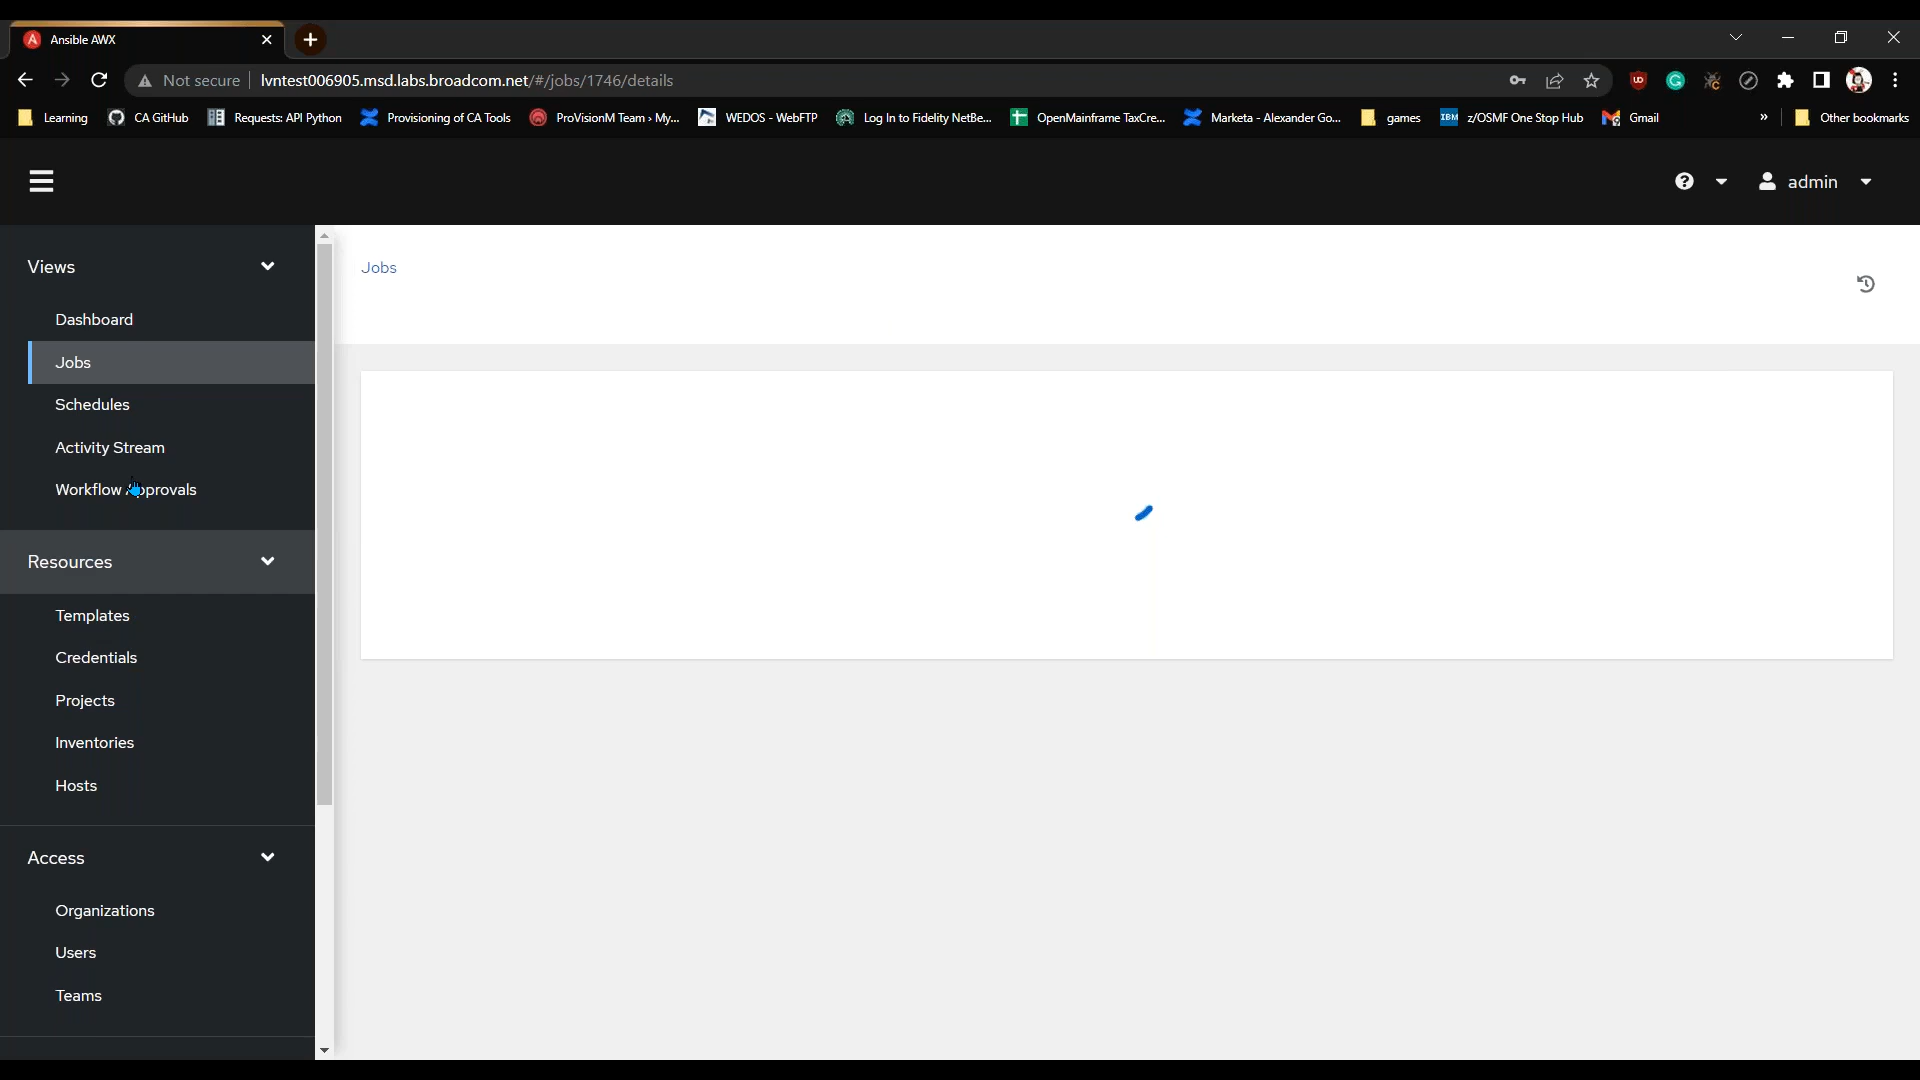 Ansible AWX
Not secure lvntest006905.msd.labs.broadcom.net/#/jobs/1746/details
Learning CA GitHub Requests: API Python Provisioning of CA Tools ProVisionM Team › My... WEDOS - WebFTP Log In to Fidelity NetBe... OpenMainframe TaxCre... Marketa - Alexander Go... games z/OSMF One Stop Hub Gmail » Other bookmarks
admin
Views
Jobs
Dashboard
Jobs
Schedules
Activity Stream
Workflow Approvals
Resources
Templates
Credentials
Projects
Inventories
Hosts
Access
Organizations
Users
Teams